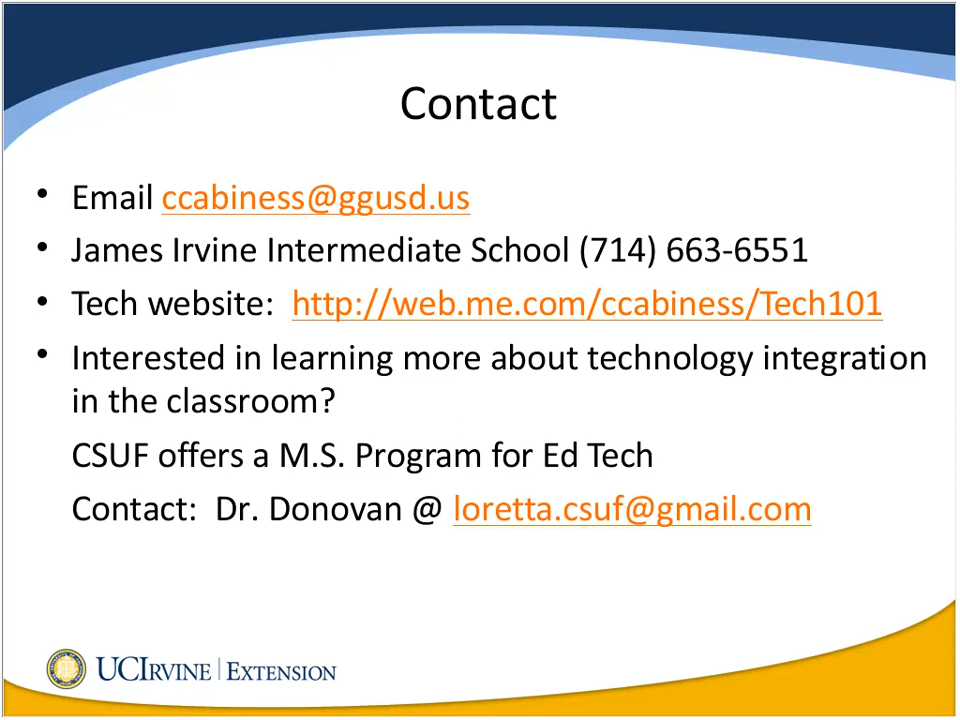 Contact
• Email ccabiness@ggusd.us
• James Irvine Intermediate School (714) 663-6551
• Tech website:  http://web.me.com/ccabiness/Tech101
• Interested in learning more about technology integration
in the classroom?
CSUF offers a M.S. Program for Ed Tech
Contact:  Dr. Donovan @ loretta.csuf@gmail.com
UCIRVINE | EXTENSION